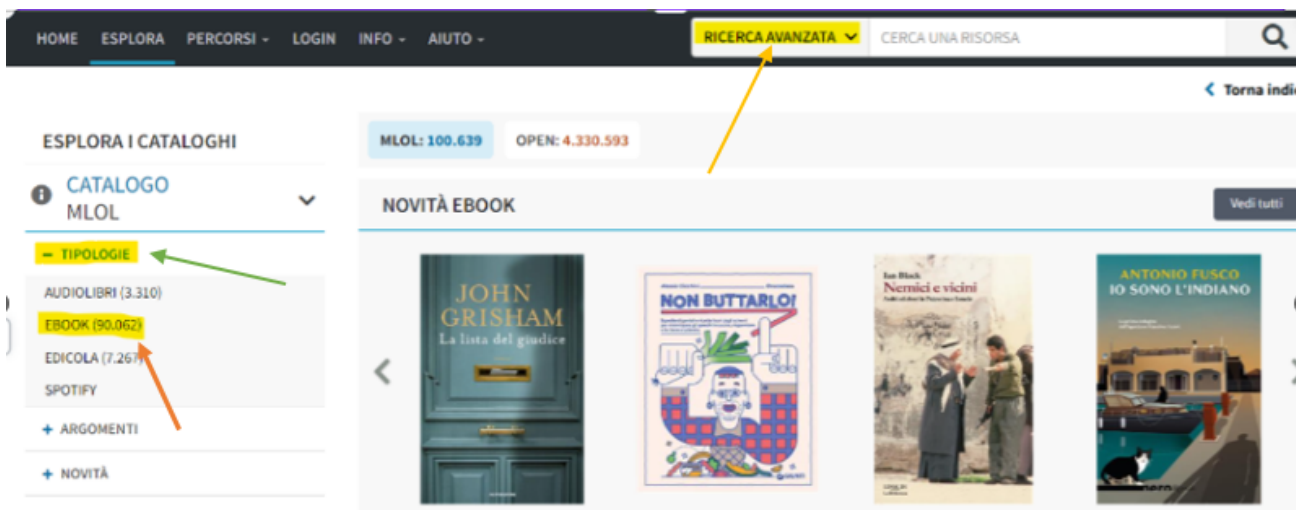 HOME ESPLORA PERCORSI LOGIN INFO AIUTO RICERCA AVANZATA CERCA UNA RISORSA
Torna indie
ESPLORA I CATALOGHI
MLOL: 100.639 OPEN: 4.330.593
CATALOGO
MLOL
NOVITÀ EBOOK
Vedi tutti
– TIPOLOGIE
AUDIOLIBRI (3.310)
EBOOK (90.062)
EDICOLA (7.267)
SPOTIFY
+ ARGOMENTI
+ NOVITÀ
JOHN
GRISHAM
La lista del giudice
NON BUTTARLO!
Ian Black
Nemici e vicini
ANTONIO FUSCO
IO SONO L'INDIANO